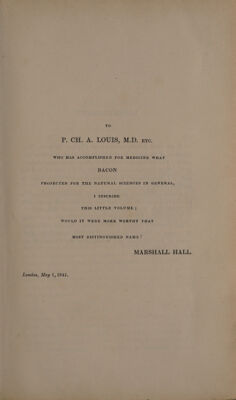 TO
P. CH. A. LOUIS, M.D. ETC.
WHO HAS ACCOMPLISHED FOR MEDICINE WHAT
BACON
PROJECTED FOR THE NATURAL SCIENCES IN GENERAL,
I INSCRIBE
THIS LITTLE VOLUME;
WOULD IT WERE MORE WORTHY THAT
MOST DISTINGUISHED NAME!
MARSHALL HALL.
London, May 1, 1841.